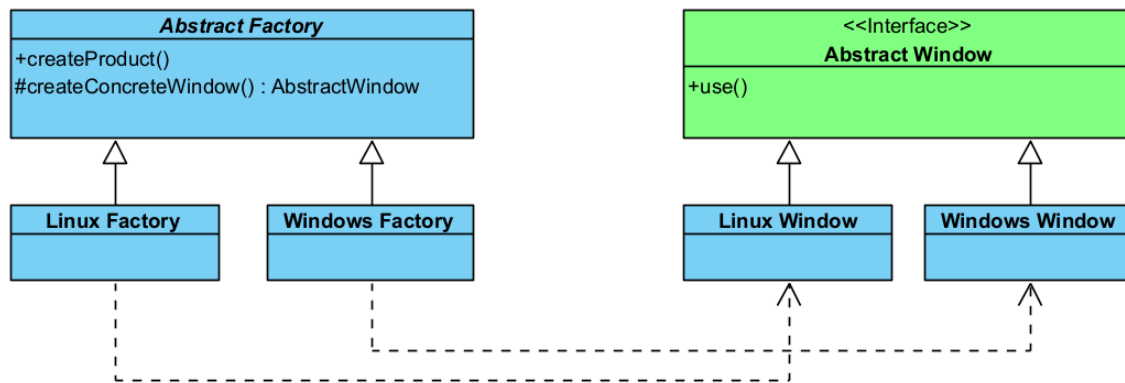 Abstract Factory
+createProduct()
#createConcreteWindow() : AbstractWindow
<<Interface>>
Abstract Window
+use()
Linux Factory
Windows Factory
Linux Window
Windows Window